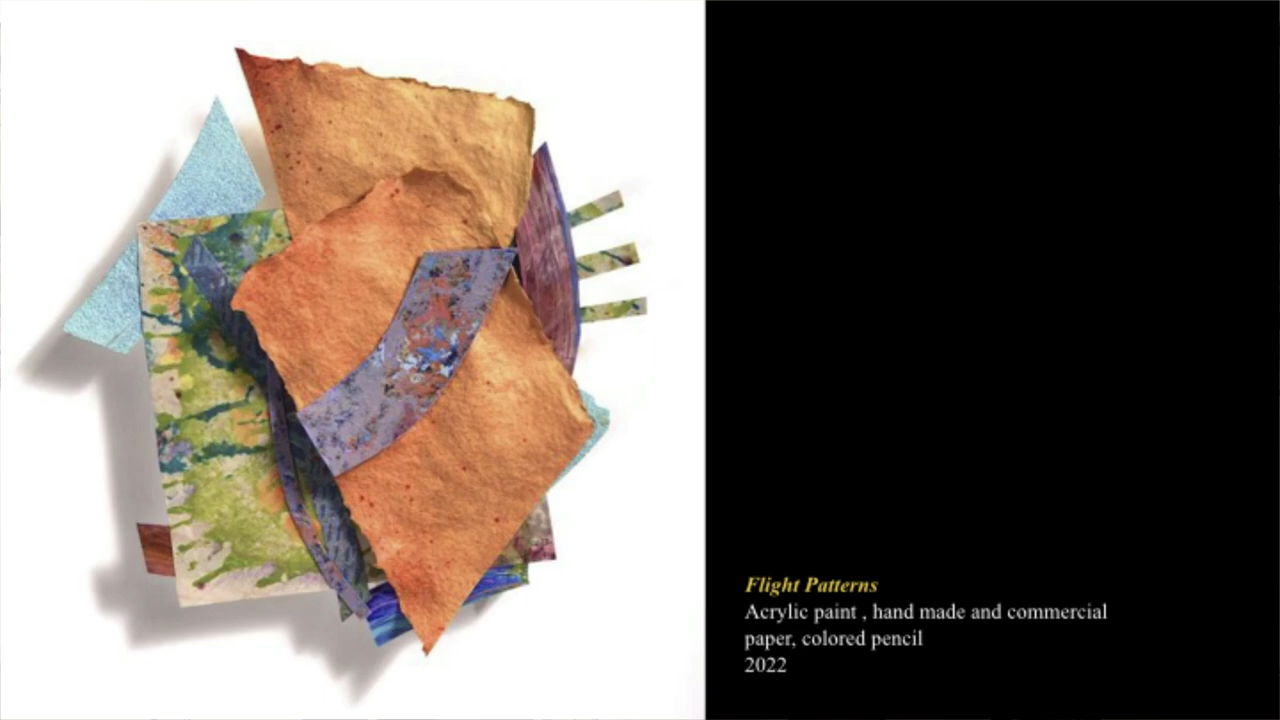 Flight Patterns
Acrylic paint , hand made and commercial
paper, colored pencil
2022